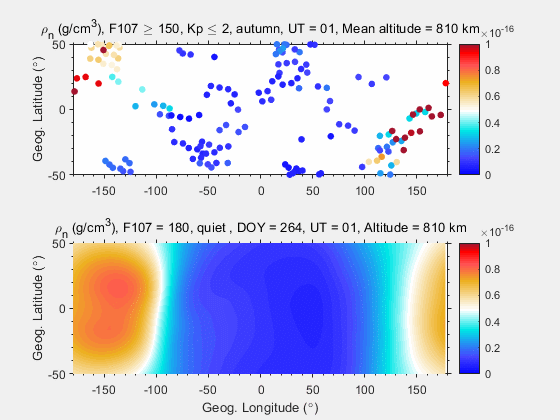 ρn (g/cm3), F107 ≥ 150, Kp ≤ 2, autumn, UT = 01, Mean altitude = 810 km
×10-16
50
0
-50
Geog. Latitude (°)
-150 -100 -50 0 50 100 150
1
0.8
0.6
0.4
0.2
0
ρn (g/cm3), F107 = 180, quiet , DOY = 264, UT = 01, Altitude = 810 km
×10-16
50
0
-50
Geog. Latitude (°)
-150 -100 -50 0 50 100 150
Geog. Longitude (°)
1
0.8
0.6
0.4
0.2
0